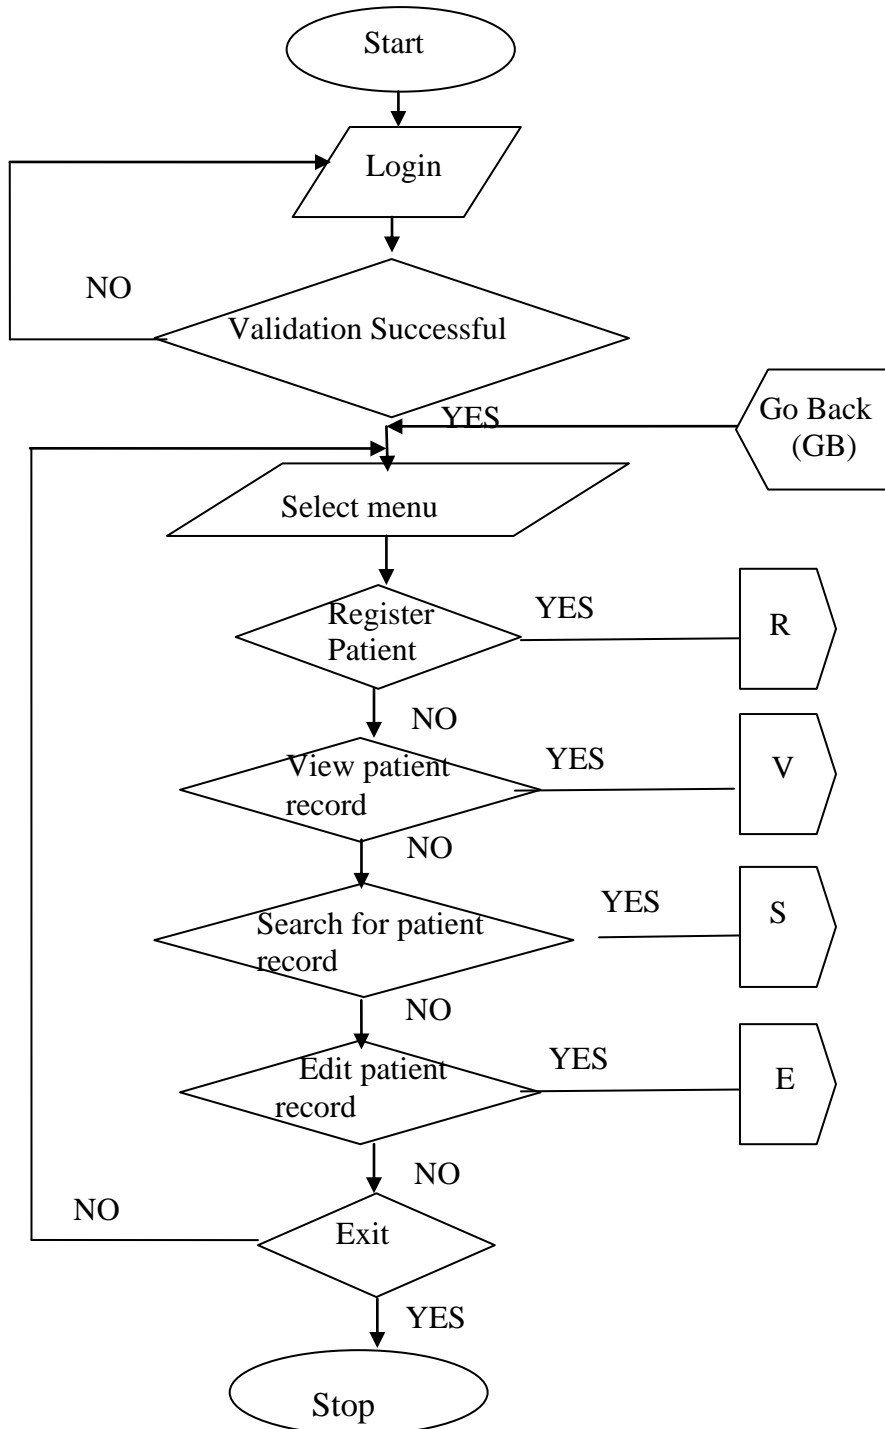 Start
Login
NO
Validation Successful
YES
Go Back
(GB)
Select menu
Register
Patient
YES
R
NO
View patient
record
YES
V
NO
Search for patient
record
YES
S
NO
Edit patient
record
YES
E
NO
NO
Exit
YES
Stop